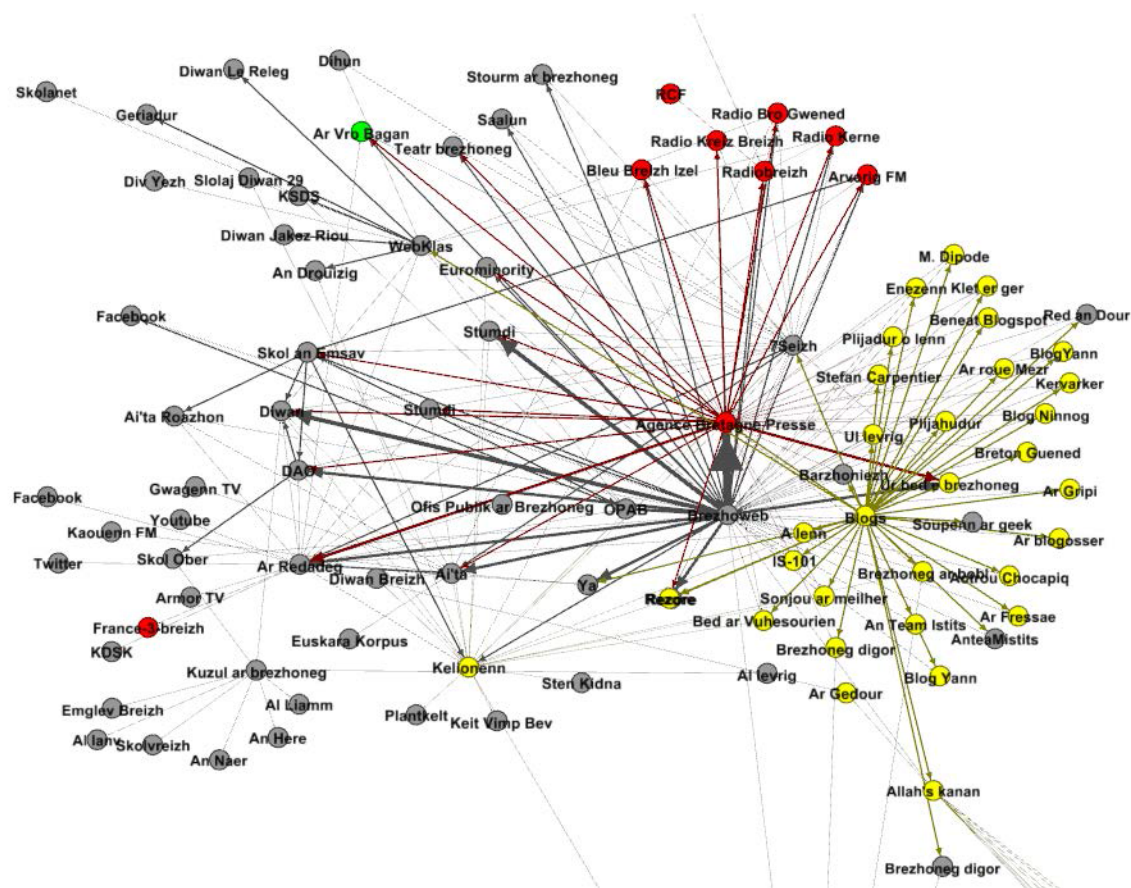 Dihun
Diwan Le Releg
Stourm ar brezhoneg
Skolanet
RCF
Geriadur
Saalun
Radio Bro Gwened
Ar Vro Bagan
Teatr brezhoneg
Radio Kreiz Breizh
Radio Kerne
Bleu Breizh Izel
Radiobreizh
Arvorig FM
Div Yezh
Slolaj Diwan 29
KSDS
Diwan Jakez Riou
WebKlas
An Drouizig
Eurominority
M. Dipode
Enezenn
Klet er ger
Facebook
Stumdi
Beneat Blogspot
Red an Dour
Plijadur o lenn
7Seizh
Skol an Emsav
BlogYann
Stefan Carpentier
Ar roue Mezr
Kervarker
Ai'ta Roazhon
Diwan
Stumdi
Agence Bretagne Presse
Ul levrig
Plijahudur
Blog Ninnog
Breton Guened
DAO
Barzhoniezh
Ur bed e brezhoneg
Gwagenn TV
Ar Gripi
Facebook
Ofis Publik ar Brezhoneg
OPAB
Brezhoweb
Blogs
Youtube
Soupenn ar geek
Kaouenn FM
A lenn
Ar blogosser
Twitter
Skol Ober
Ar Redadeg
Diwan Breizh
Ai'ta
Ya
IS-101
Brezhoneg ar babi
Aotrou Chocapiq
Armor TV
Rezore
Sonjou ar meilher
Ar Fressae
France-3-breizh
Bed ar Vuhesourien
An Team Istits
AnteaMistits
KDSK
Euskara Korpus
Brezhoneg digor
Kuzul ar brezhoneg
Kelionenn
Sten Kidna
Al levrig
Blog Yann
Ar Gedour
Emglev Breizh
Al Liamm
Plantkelt
Keit Vimp Bev
Al lanv
Skolvreizh
An Here
An Naer
Allah's kanan
Brezhoneg digor